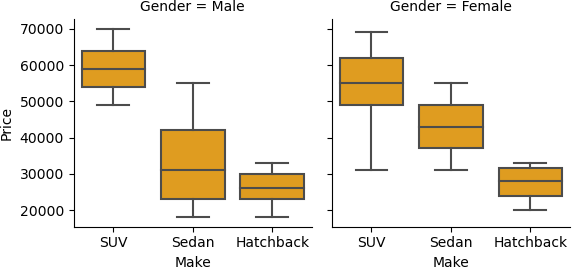 Gender = Male
Gender = Female
70000
60000
50000
40000
30000
20000
Price
SUV Sedan Hatchback
SUV Sedan Hatchback
Make
Make